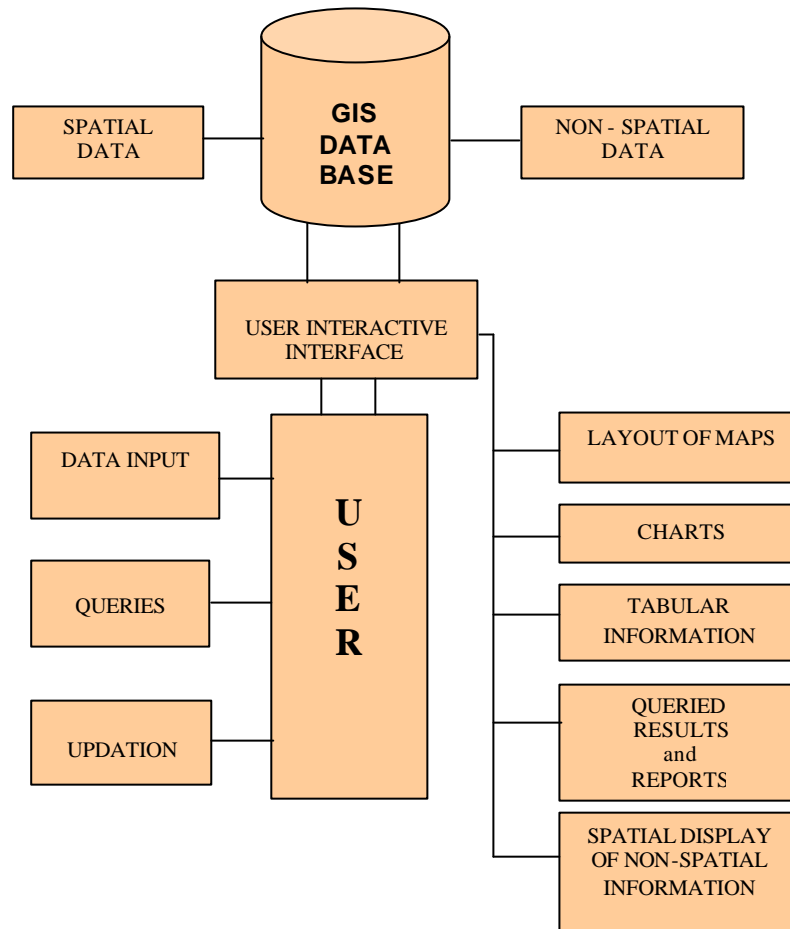 GIS
DATA
BASE
SPATIAL
DATA
NON - SPATIAL
DATA
USER INTERACTIVE
INTERFACE
DATA INPUT
QUERIES
UPDATION
U
S
E
R
LAYOUT OF MAPS
CHARTS
TABULAR
INFORMATION
QUERIED
RESULTS
and
REPORTS
SPATIAL DISPLAY
OF NON-SPATIAL
INFORMATION